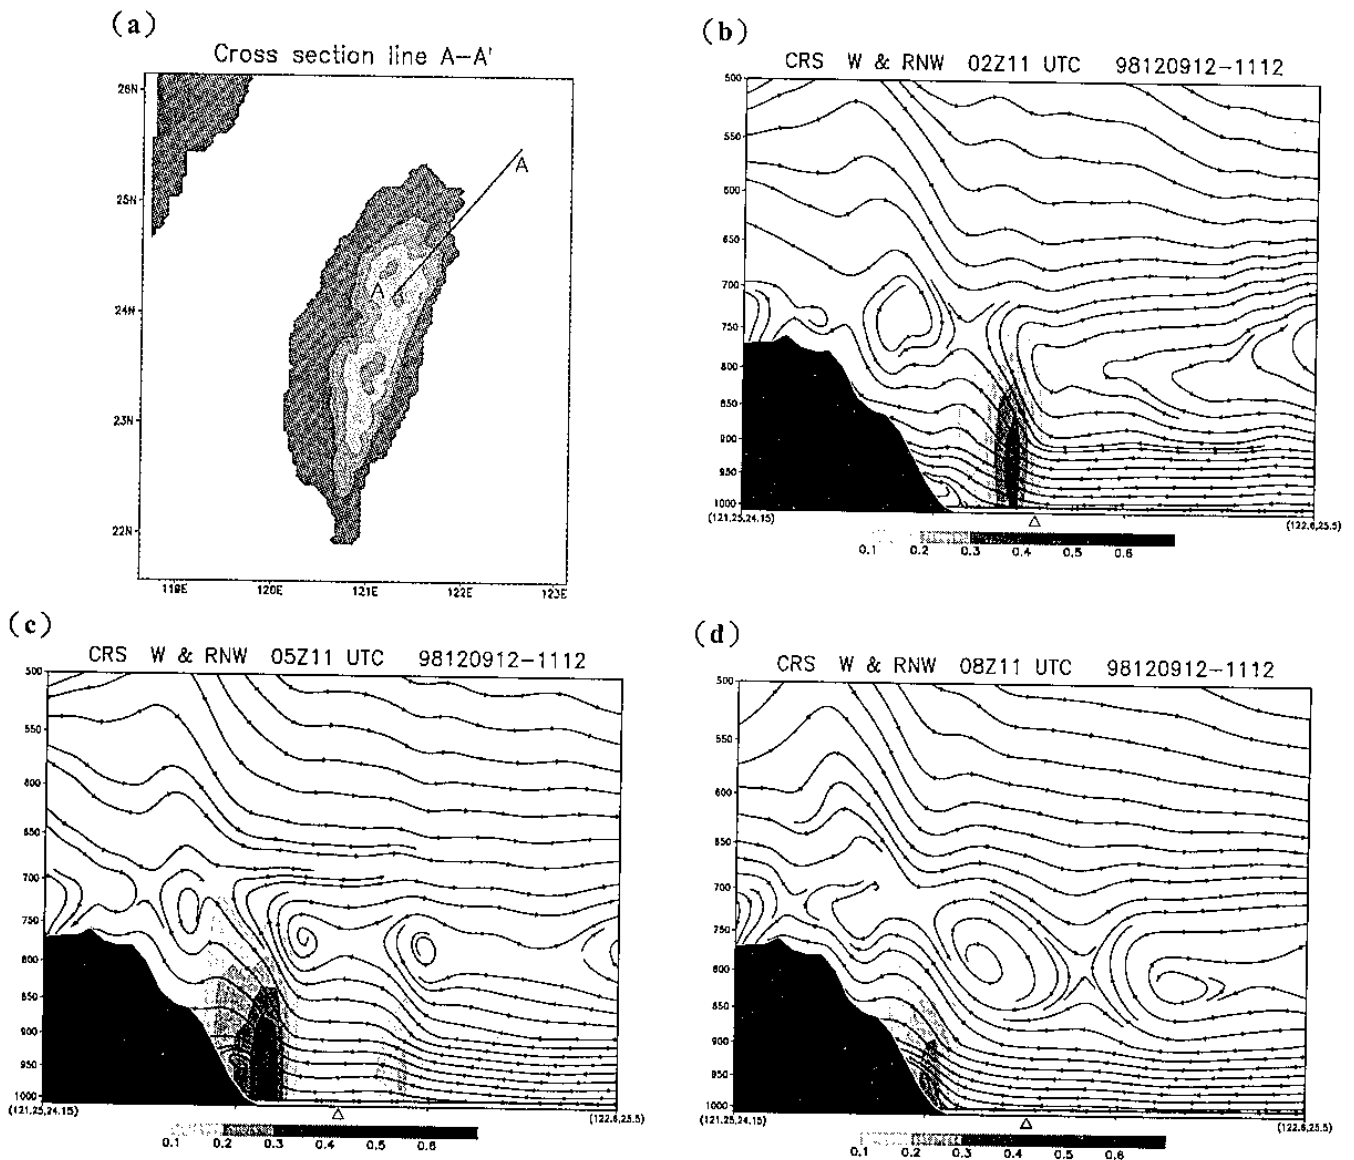 (a)
Cross section line A-A'
26N
25N
24N
23N
22N
119E 120E 121E 122E 123E
A
A
(b)
CRS W & RNW 02Z11 UTC 98120912-1112
500
550
600
650
700
750
800
850
900
950
1000
(121.25,24.15) (122.6,25.5)
0.1 0.2 0.3 0.4 0.5 0.6
(c)
CRS W & RNW 05Z11 UTC 98120912-1112
500
550
600
650
700
750
800
850
900
950
1000
(121.25,24.15) (122.6,25.5)
0.1 0.2 0.3 0.4 0.5 0.6
(d)
CRS W & RNW 08Z11 UTC 98120912-1112
500
550
600
650
700
750
800
850
900
950
1000
(121.25,24.15) (122.6,25.5)
0.1 0.2 0.3 0.4 0.5 0.6